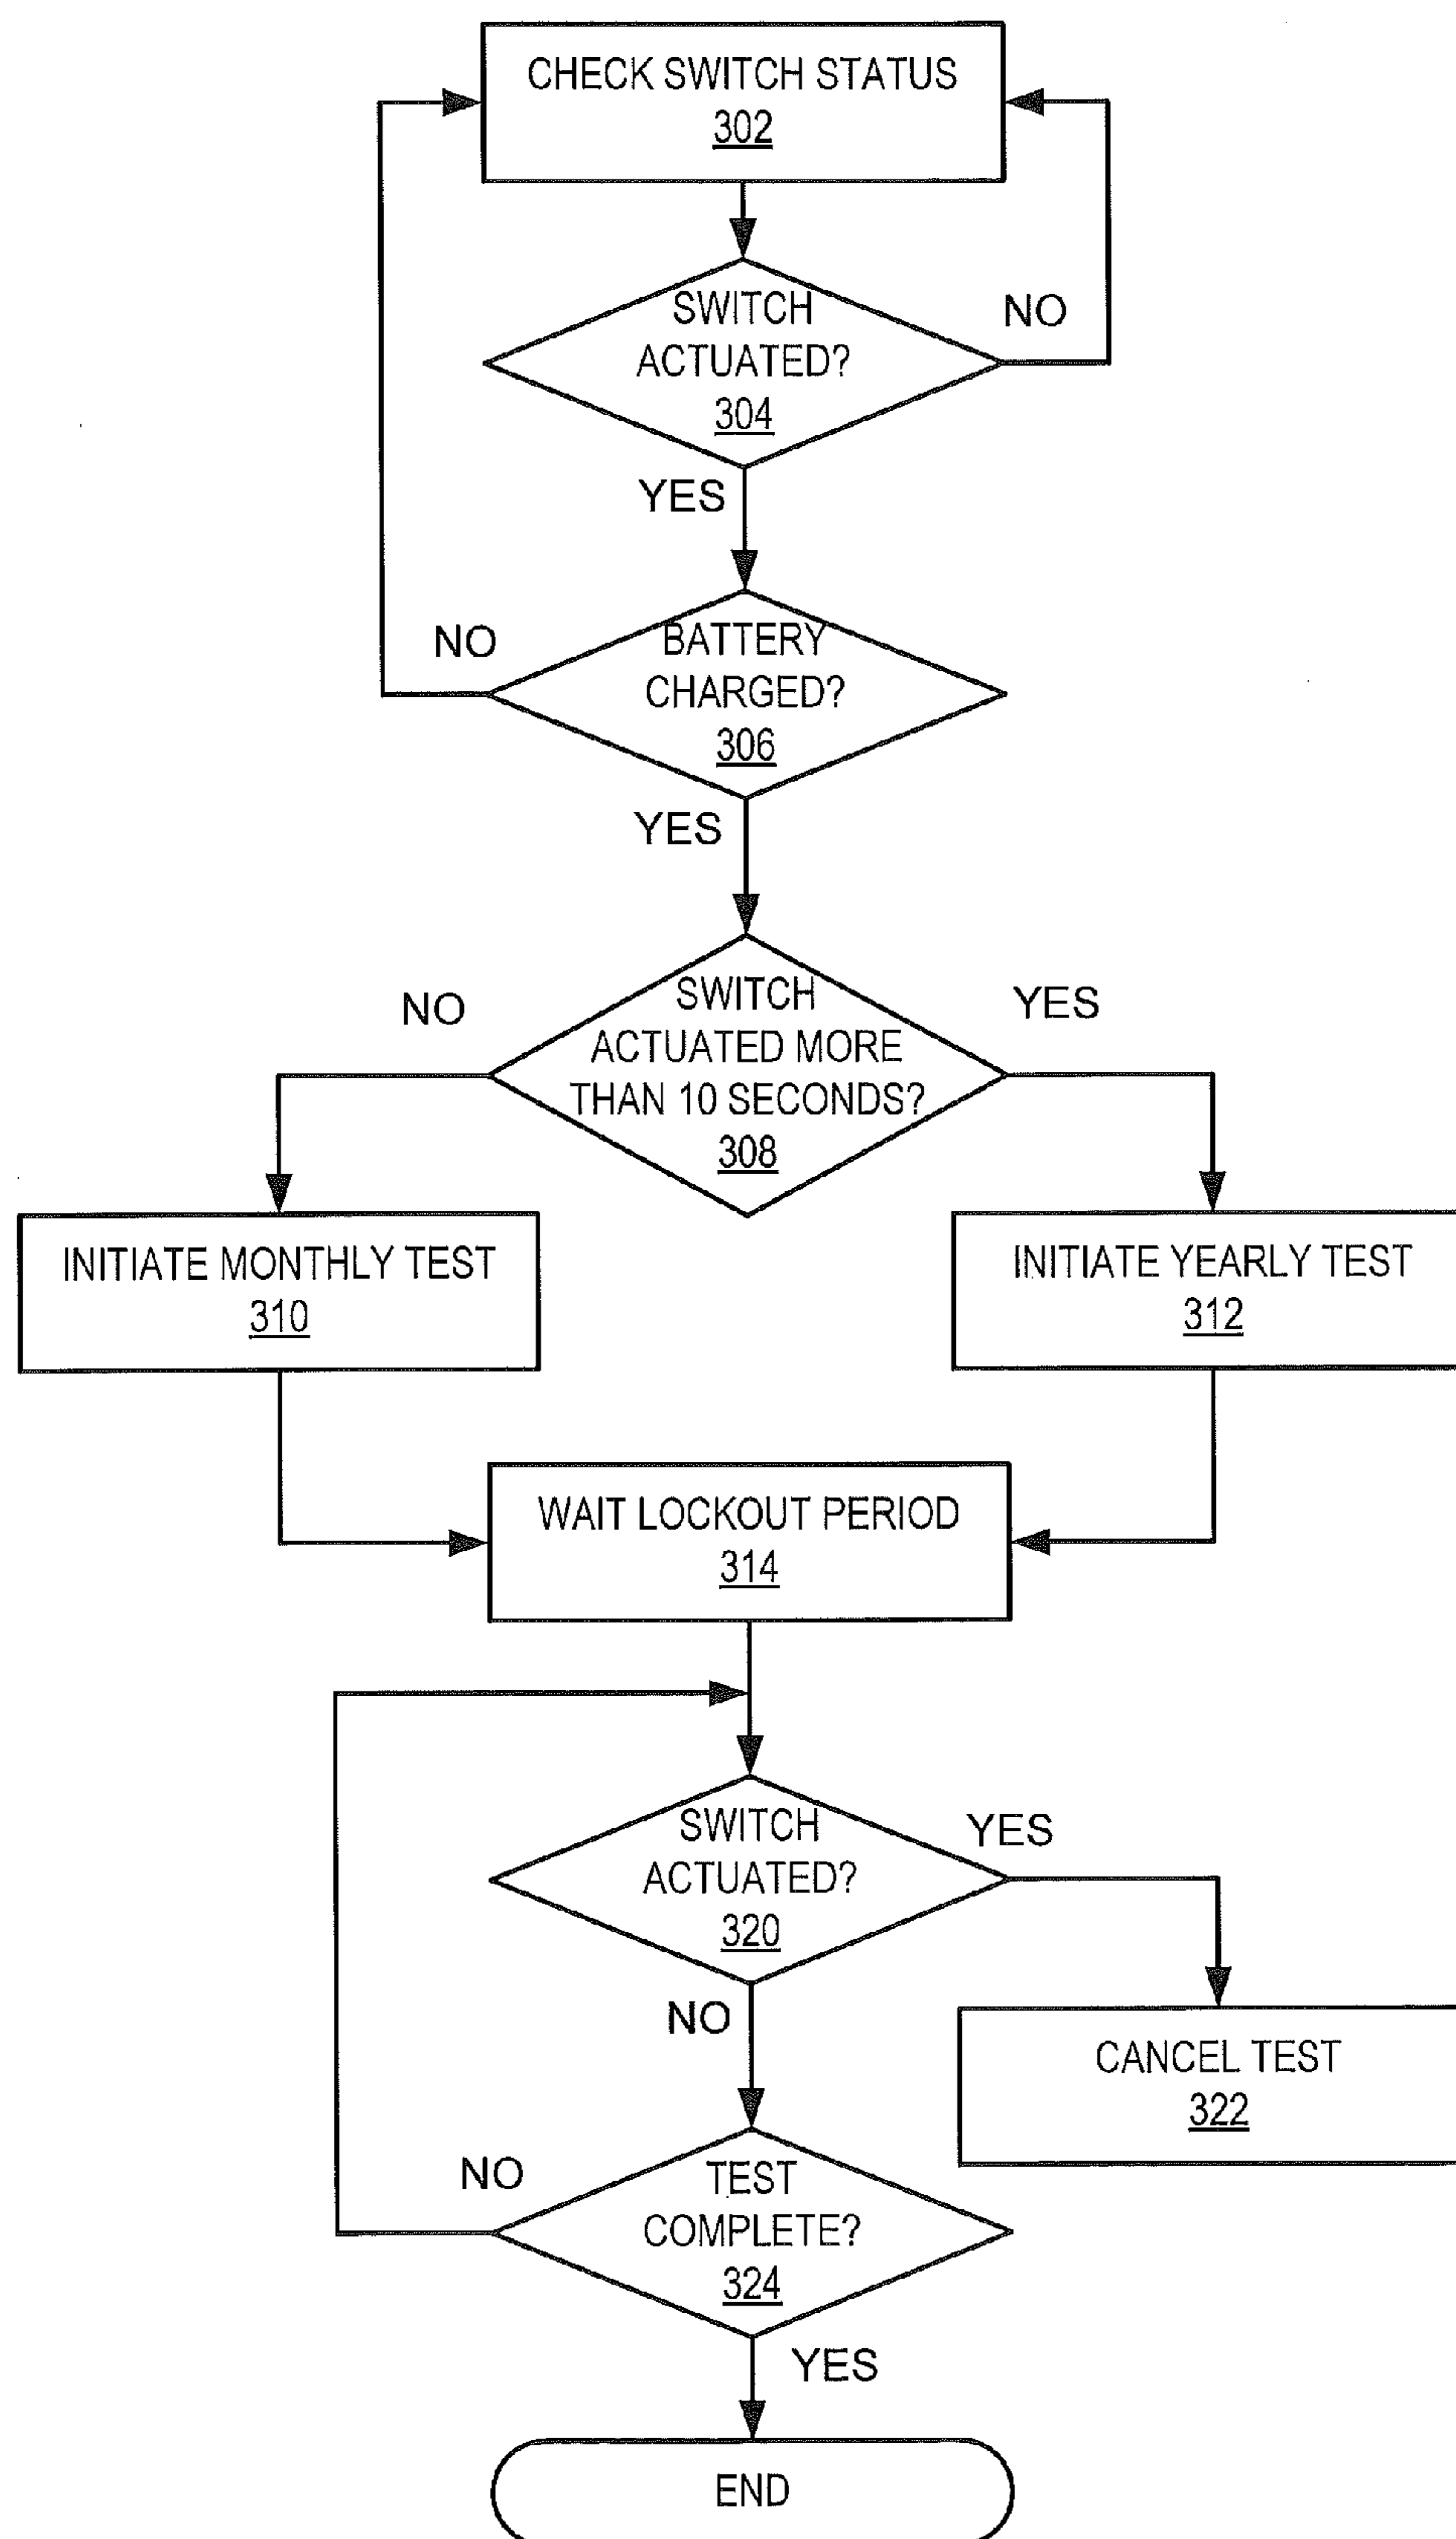 CHECK SWITCH STATUS
302
SWITCH
ACTUATED?
304
NO
YES
BATTERY
CHARGED?
306
NO
YES
SWITCH
ACTUATED MORE
THAN 10 SECONDS?
308
NO
YES
INITIATE MONTHLY TEST
310
INITIATE YEARLY TEST
312
WAIT LOCKOUT PERIOD
314
SWITCH
ACTUATED?
320
YES
NO
CANCEL TEST
322
TEST
COMPLETE?
324
NO
YES
END